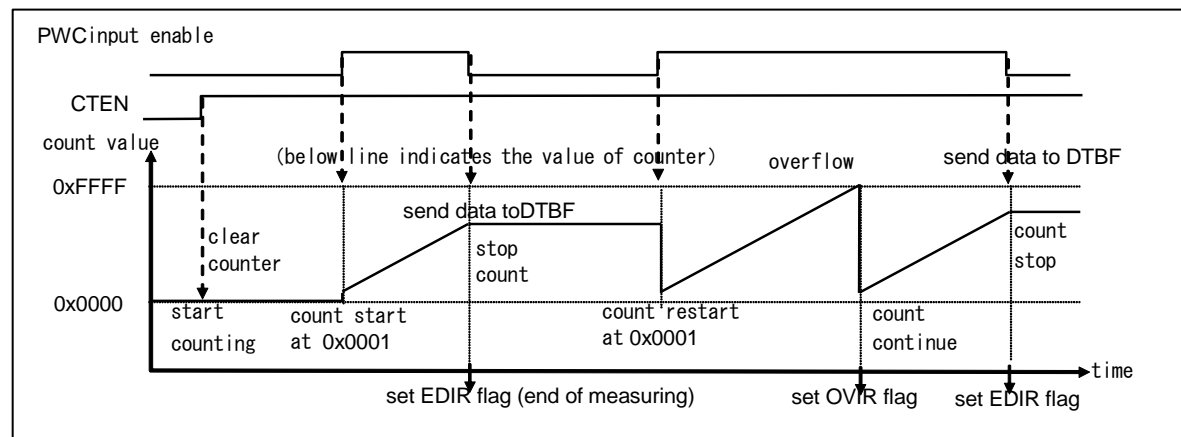 PWC input enable
CTEN
count value
(below line indicates the value of counter)
overflow
send data to DTBF
0xFFFF
send data toDTBF
clear
counter
stop
count
count
stop
0x0000
start
counting
count start
at 0x0001
count restart
at 0x0001
count
continue
time
set EDIR flag (end of measuring)
set OVIR flag
set EDIR flag